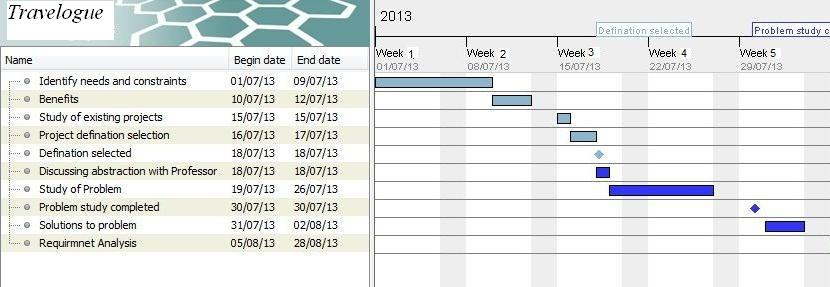 Travelogue
2013
Defination selected
Problem study c
Week 1 Week 2 Week 3 Week 4 Week 5
01/07/13 08/07/13 15/07/13 22/07/13 29/07/13
Name Begin date End date
Identify needs and constraints 01/07/13 09/07/13
Benefits 10/07/13 12/07/13
Study of existing projects 15/07/13 15/07/13
Project defination selection 16/07/13 17/07/13
Defination selected 18/07/13 18/07/13
Discussing abstraction with Professor 18/07/13 18/07/13
Study of Problem 19/07/13 26/07/13
Problem study completed 30/07/13 30/07/13
Solutions to problem 31/07/13 02/08/13
Requirmnet Analysis 05/08/13 28/08/13